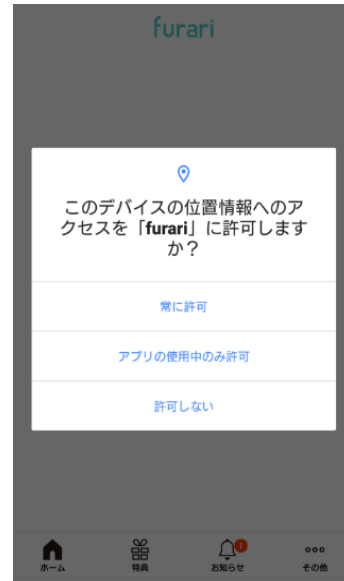 furari
このデバイスの位置情報へのア
クセスを「furari」に許可します
か？
常に許可
アプリの使用中のみ許可
許可しない
1
ホーム 特典 お知らせ その他